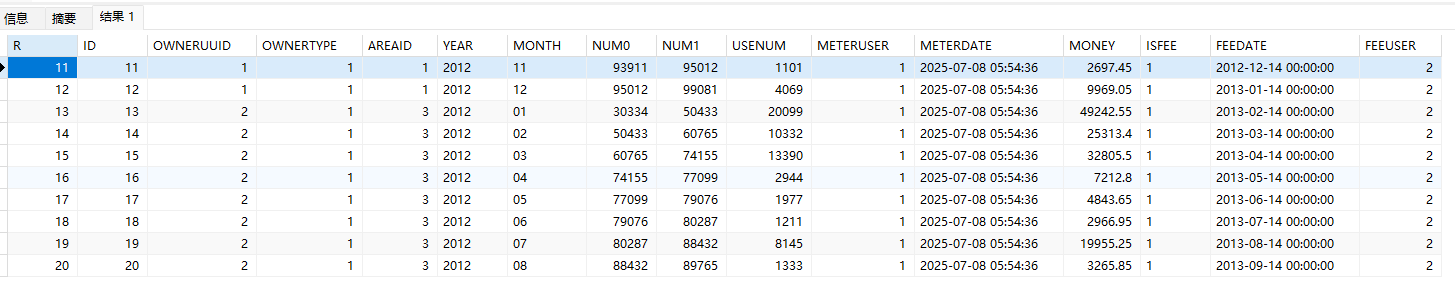 信息 摘要 结果 1
R ID OWNERUUID OWNERTYPE AREAID YEAR MONTH NUM0 NUM1 USENUM METERUSER METERDATE MONEY ISFEE FEEDATE FEEUSER
11 11 1 1 1 2012 11 93911 95012 1101 1 2025-07-08 05:54:36 2697.45 1 2012-12-14 00:00:00 2
12 12 1 1 1 2012 12 95012 99081 4069 1 2025-07-08 05:54:36 9969.05 1 2013-01-14 00:00:00 2
13 13 2 1 3 2012 01 30334 50433 20099 1 2025-07-08 05:54:36 49242.55 1 2013-02-14 00:00:00 2
14 14 2 1 3 2012 02 50433 60765 10332 1 2025-07-08 05:54:36 25313.4 1 2013-03-14 00:00:00 2
15 15 2 1 3 2012 03 60765 74155 13390 1 2025-07-08 05:54:36 32805.5 1 2013-04-14 00:00:00 2
16 16 2 1 3 2012 04 74155 77099 2944 1 2025-07-08 05:54:36 7212.8 1 2013-05-14 00:00:00 2
17 17 2 1 3 2012 05 77099 79076 1977 1 2025-07-08 05:54:36 4843.65 1 2013-06-14 00:00:00 2
18 18 2 1 3 2012 06 79076 80287 1211 1 2025-07-08 05:54:36 2966.95 1 2013-07-14 00:00:00 2
19 19 2 1 3 2012 07 80287 88432 8145 1 2025-07-08 05:54:36 19955.25 1 2013-08-14 00:00:00 2
20 20 2 1 3 2012 08 88432 89765 1333 1 2025-07-08 05:54:36 3265.85 1 2013-09-14 00:00:00 2